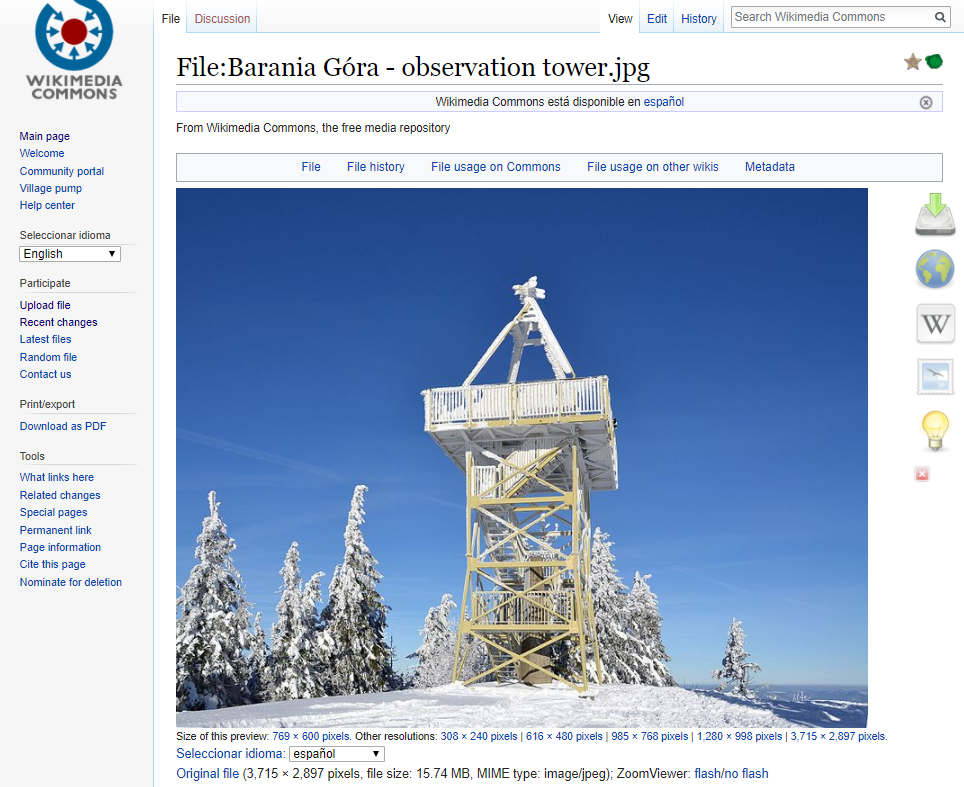 WIKIMEDIA
COMMONS
File
Discussion
View
Edit
History
Search Wikimedia Commons
File:Barania Góra - observation tower.jpg
Wikimedia Commons está disponible en español
From Wikimedia Commons, the free media repository
File
File history
File usage on Commons
File usage on other wikis
Metadata
Main page
Welcome
Community portal
Village pump
Help center
Seleccionar idioma
English
Participate
Upload file
Recent changes
Latest files
Random file
Contact us
Print/export
Download as PDF
Tools
What links here
Related changes
Special pages
Permanent link
Page information
Cite this page
Nominate for deletion
W
Size of this preview: 769 × 600 pixels. Other resolutions: 308 × 240 pixels | 616 × 480 pixels | 985 × 768 pixels | 1,280 × 998 pixels | 3,715 × 2,897 pixels.
Seleccionar idioma: español
Original file (3,715 × 2,897 pixels, file size: 15.74 MB, MIME type: image/jpeg); ZoomViewer: flash/no flash